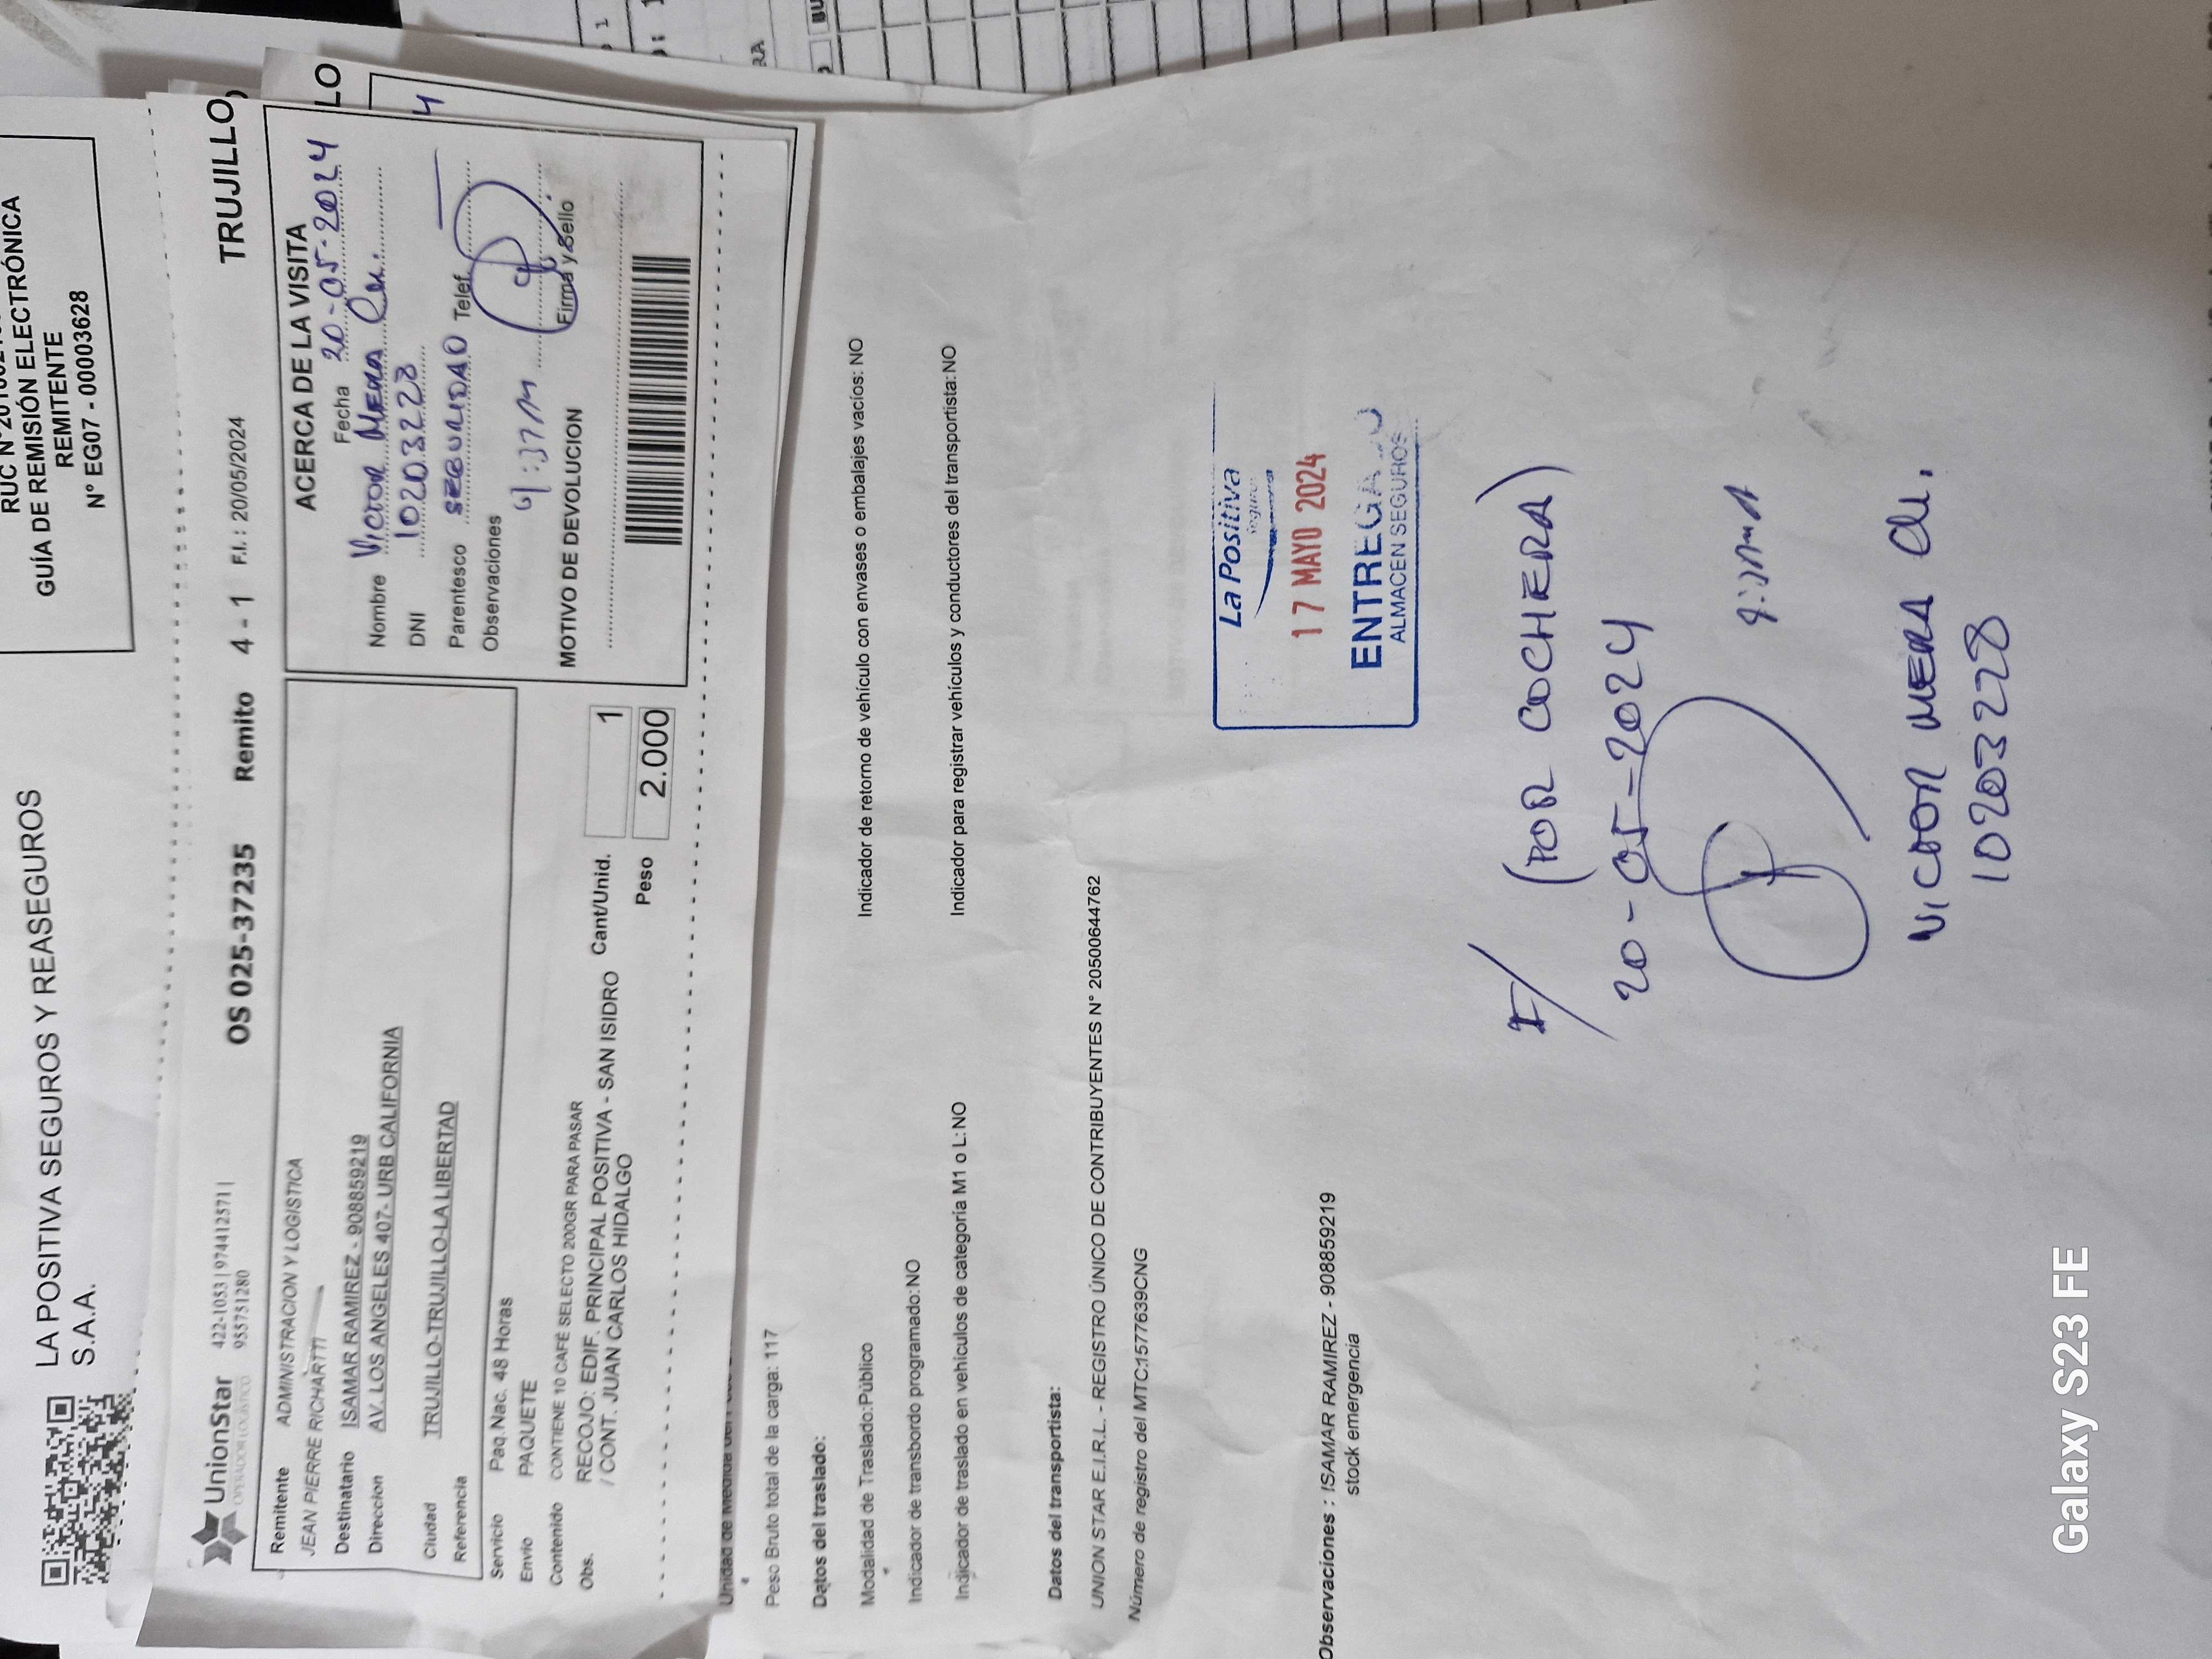 LA POSITIVA SEGUROS Y REASEGUROS
S.A.A.
GUÍA DE REMISIÓN ELECTRÓNICA
REMITENTE
N° EG07 - 00003628
UnionStar
OPERADOR LOGÍSTICO
422-1053 | 974412571 |
955751280
OS 025-37235 Remito 4 - 1 F.I.: 20/05/2024 TRUJILLO
Remitente ADMINISTRACION Y LOGISTICA
JEAN PIERRE RICHARTTI
Destinatario ISAMAR RAMIREZ - 908859219
Direccion AV. LOS ANGELES 407- URB CALIFORNIA
Ciudad TRUJILLO-TRUJILLO-LA LIBERTAD
Referencia
Servicio Paq.Nac. 48 Horas
Envio PAQUETE
Contenido CONTIENE 10 CAFÉ SELECTO 200GR PARA PASAR
Obs. RECOJO: EDIF. PRINCIPAL POSITIVA - SAN ISIDRO
/ CONT. JUAN CARLOS HIDALGO
Cant/Unid. 1
Peso 2.000
ACERCA DE LA VISITA
Fecha 20-05-2024
Nombre VICTOR MERA
DNI 10203228
Parentesco SEGURIDAD Telef.
Observaciones
Firma y Sello
MOTIVO DE DEVOLUCION
LO
4
Peso Bruto total de la carga: 117
Datos del traslado:
Modalidad de Traslado:Público
Indicador de retorno de vehículo con envases o embalajes vacíos: NO
Indicador de transbordo programado:NO
Indicador de traslado en vehículos de categoría M1 o L:NO
Indicador para registrar vehículos y conductores del transportista:NO
Datos del transportista:
UNION STAR E.I.R.L. - REGISTRO ÚNICO DE CONTRIBUYENTES N° 20500644762
Número de registro del MTC:1577639CNG
La Positiva
Seguros
17 MAYO 2024
ENTREGADO
ALMACEN SEGUROS
Observaciones : ISAMAR RAMIREZ - 908859219
stock emergencia
(POR COCHERA)
20-05-2024
VICTOR MERA
10203228
Galaxy S23 FE